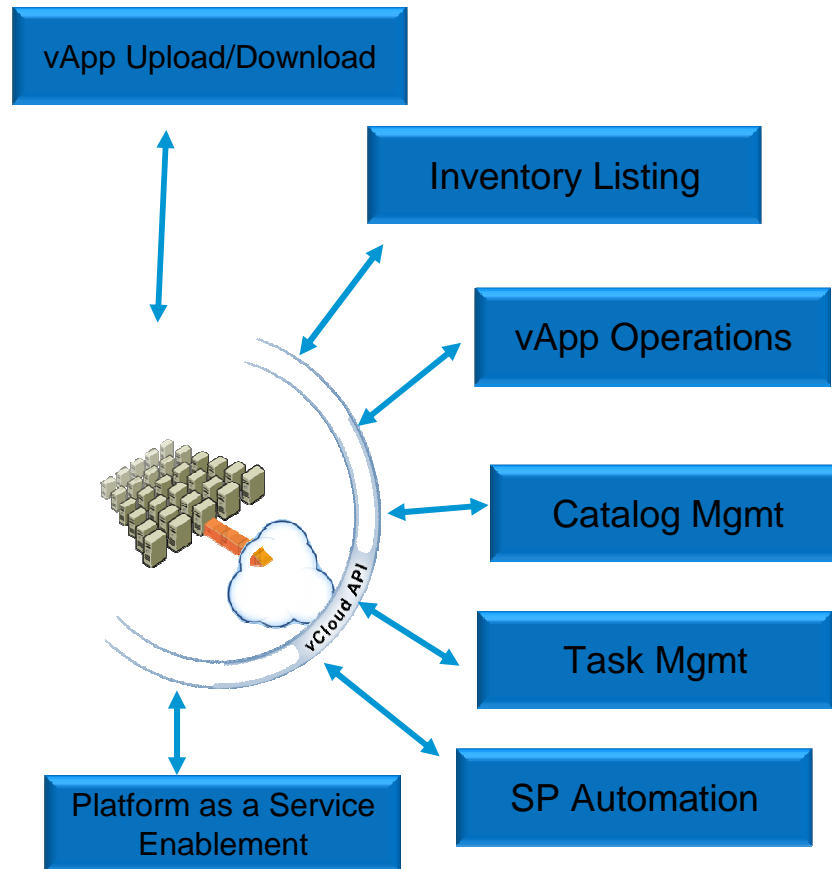 vApp Upload/Download
Inventory Listing
vApp Operations
Catalog Mgmt
vCloud API
Task Mgmt
SP Automation
Platform as a Service
Enablement